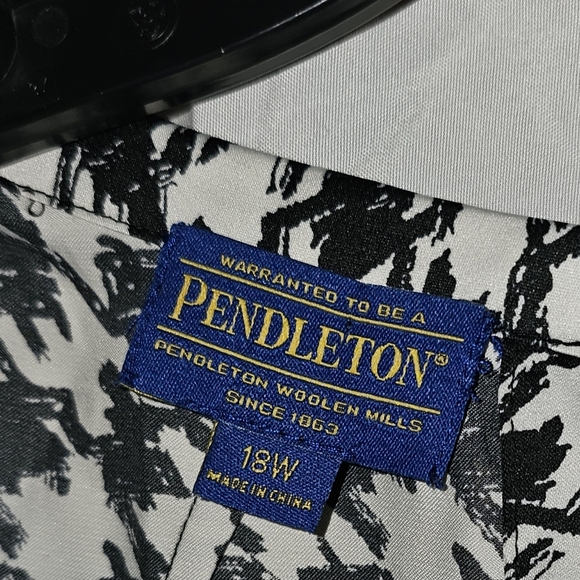 WARRANTED TO BE A
PENDLETON®
PENDLETON WOOLEN MILLS
SINCE 1863
18W
MADE IN CHINA